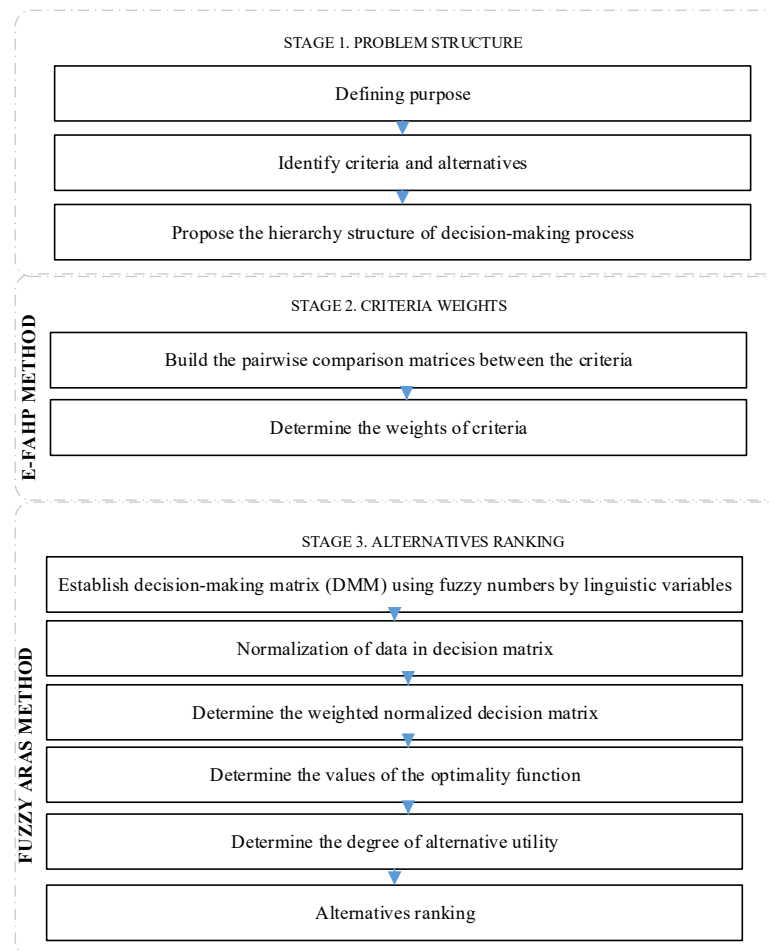 STAGE 1. PROBLEM STRUCTURE
Defining purpose
Identify criteria and alternatives
Propose the hierarchy structure of decision-making process
E-FAHP METHOD
STAGE 2. CRITERIA WEIGHTS
Build the pairwise comparison matrices between the criteria
Determine the weights of criteria
FUZZY ARAS METHOD
STAGE 3. ALTERNATIVES RANKING
Establish decision-making matrix (DMM) using fuzzy numbers by linguistic variables
Normalization of data in decision matrix
Determine the weighted normalized decision matrix
Determine the values of the optimality function
Determine the degree of alternative utility
Alternatives ranking